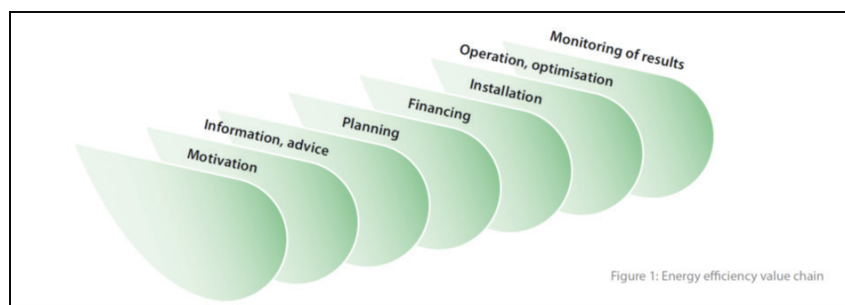 Motivation
Information, advice
Planning
Financing
Installation
Operation, optimisation
Monitoring of results
Figure 1: Energy efficiency value chain